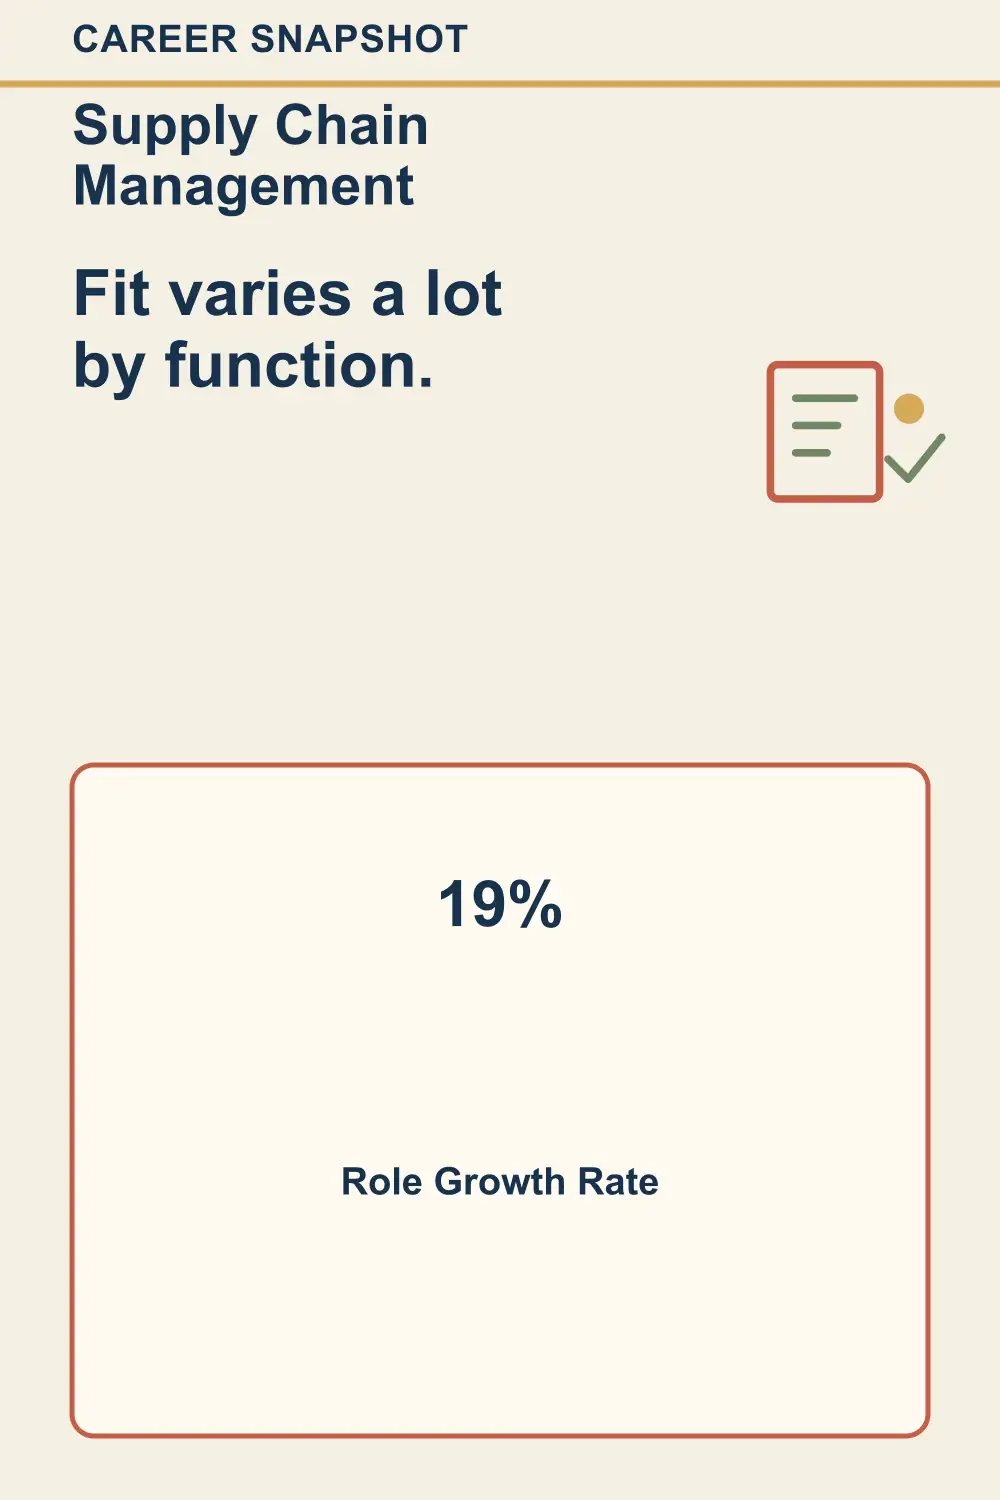 CAREER SNAPSHOT
Supply Chain
Management
Fit varies a lot
by function.
19%
Role Growth Rate